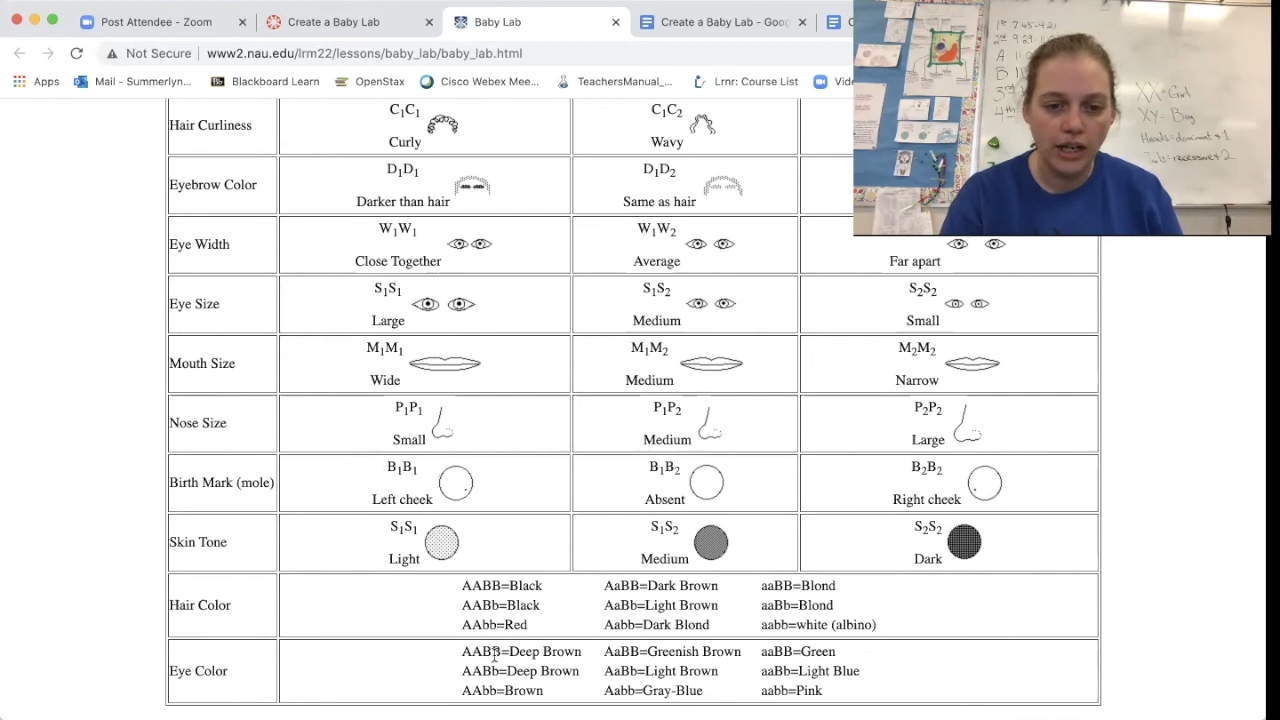 Post Attendee - Zoom
Create a Baby Lab
Baby Lab
Create a Baby Lab - Goo
Not Secure www2.nau.edu/lrm22/lessons/baby_lab/baby_lab.html
Apps Mail - Summerlyn... Blackboard Learn OpenStax Cisco Webex Mee... TeachersManual_... Lrnr: Course List Vide
Hair Curliness
C1C1
Curly
C1C2
Wavy
Eyebrow Color
D1D1
Darker than hair
D1D2
Same as hair
Eye Width
W1W1
Close Together
W1W2
Average
Far apart
Eye Size
S1S1
Large
S1S2
Medium
S2S2
Small
Mouth Size
M1M1
Wide
M1M2
Medium
M2M2
Narrow
Nose Size
P1P1
Small
P1P2
Medium
P2P2
Large
Birth Mark (mole)
B1B1
Left cheek
B1B2
Absent
B2B2
Right cheek
Skin Tone
S1S1
Light
S1S2
Medium
S2S2
Dark
Hair Color
AABB=Black AaBB=Dark Brown aaBB=Blond
AABb=Black AaBb=Light Brown aaBb=Blond
AAbb=Red Aabb=Dark Blond aabb=white (albino)
Eye Color
AABB=Deep Brown AaBB=Greenish Brown aaBB=Green
AABb=Deep Brown AaBb=Light Brown aaBb=Light Blue
AAbb=Brown Aabb=Gray-Blue aabb=Pink
XX = Girl
XY = Boy
Heads=dominant & 1
Tails=recessive & 2